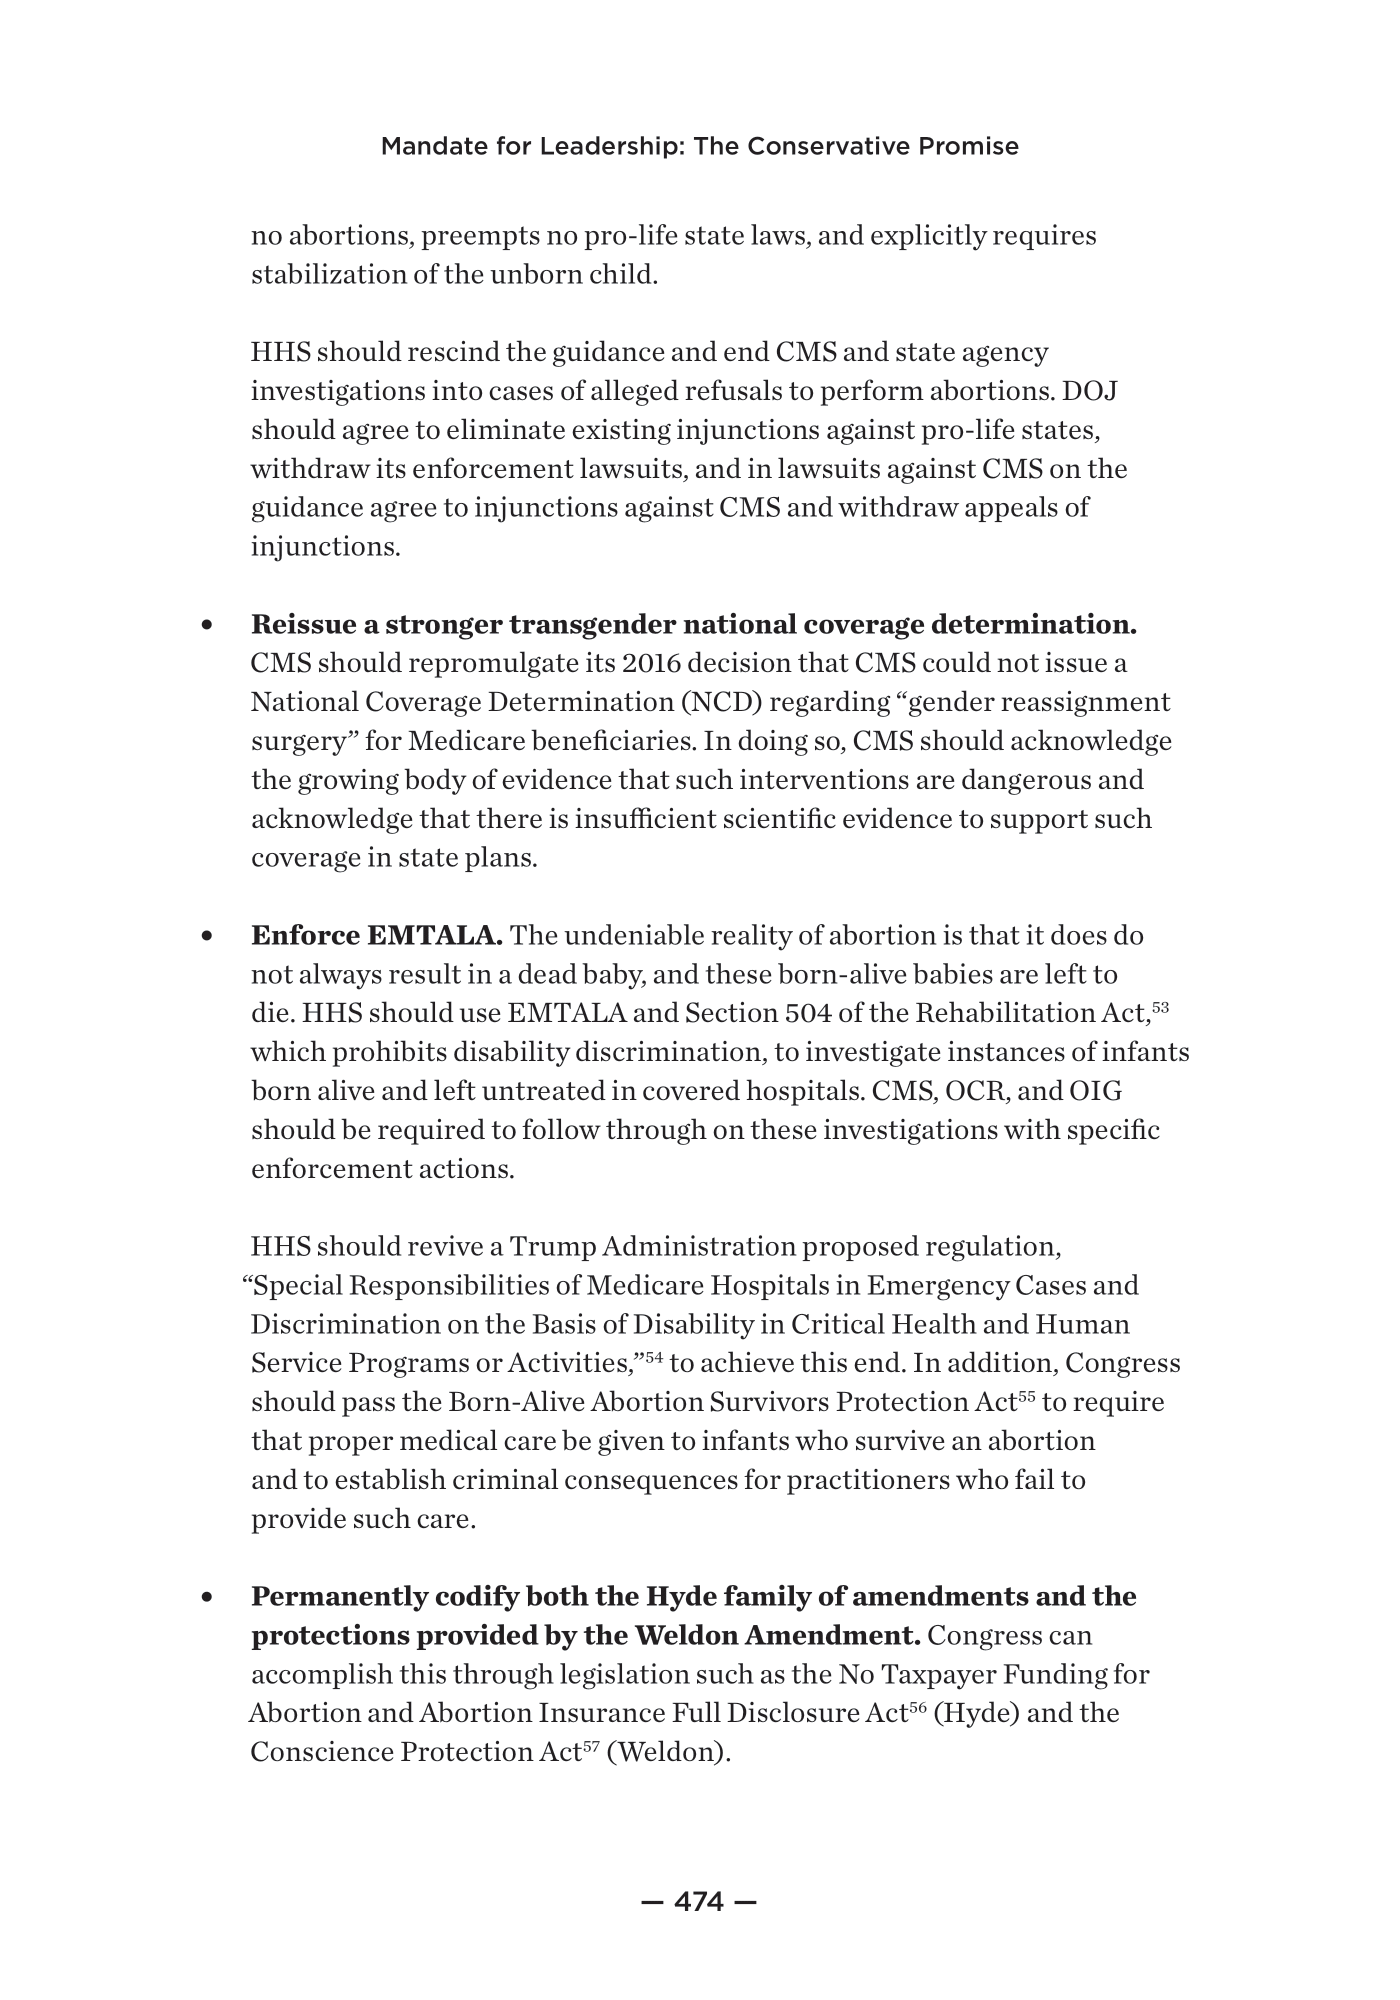 Mandate for Leadership: The Conservative Promise
no abortions, preempts no pro-life state laws, and explicitly requires
stabilization of the unborn child.
HHS should rescind the guidance and end CMS and state agency
investigations into cases of alleged refusals to perform abortions. DOJ
should agree to eliminate existing injunctions against pro-life states,
withdraw its enforcement lawsuits, and in lawsuits against CMS on the
guidance agree to injunctions against CMS and withdraw appeals of
injunctions.
• Reissue a stronger transgender national coverage determination.
CMS should repromulgate its 2016 decision that CMS could not issue a
National Coverage Determination (NCD) regarding “gender reassignment
surgery” for Medicare beneficiaries. In doing so, CMS should acknowledge
the growing body of evidence that such interventions are dangerous and
acknowledge that there is insufficient scientific evidence to support such
coverage in state plans.
• Enforce EMTALA. The undeniable reality of abortion is that it does do
not always result in a dead baby, and these born-alive babies are left to
die. HHS should use EMTALA and Section 504 of the Rehabilitation Act,53
which prohibits disability discrimination, to investigate instances of infants
born alive and left untreated in covered hospitals. CMS, OCR, and OIG
should be required to follow through on these investigations with specific
enforcement actions.
HHS should revive a Trump Administration proposed regulation,
“Special Responsibilities of Medicare Hospitals in Emergency Cases and
Discrimination on the Basis of Disability in Critical Health and Human
Service Programs or Activities,”54 to achieve this end. In addition, Congress
should pass the Born-Alive Abortion Survivors Protection Act55 to require
that proper medical care be given to infants who survive an abortion
and to establish criminal consequences for practitioners who fail to
provide such care.
• Permanently codify both the Hyde family of amendments and the
protections provided by the Weldon Amendment. Congress can
accomplish this through legislation such as the No Taxpayer Funding for
Abortion and Abortion Insurance Full Disclosure Act56 (Hyde) and the
Conscience Protection Act57 (Weldon).
— 474 —